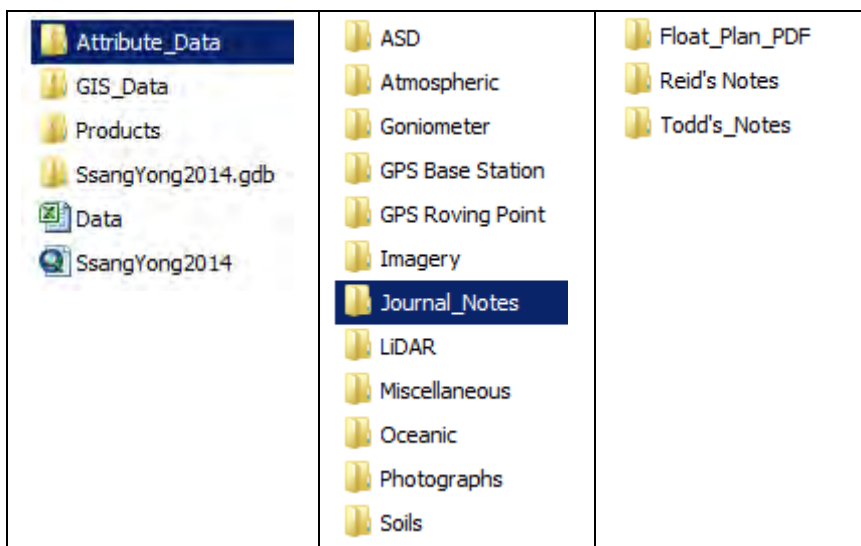 Attribute_Data
GIS_Data
Products
SsangYong2014.gdb
Data
SsangYong2014
ASD
Atmospheric
Goniometer
GPS Base Station
GPS Roving Point
Imagery
Journal_Notes
LiDAR
Miscellaneous
Oceanic
Photographs
Soils
Float_Plan_PDF
Reid's Notes
Todd's_Notes